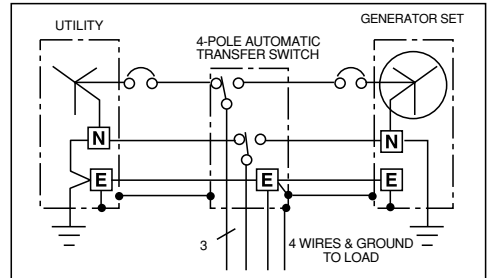 UTILITY
GENERATOR SET
4-POLE AUTOMATIC
TRANSFER SWITCH
N
N
E
E
E
3
4 WIRES & GROUND
TO LOAD